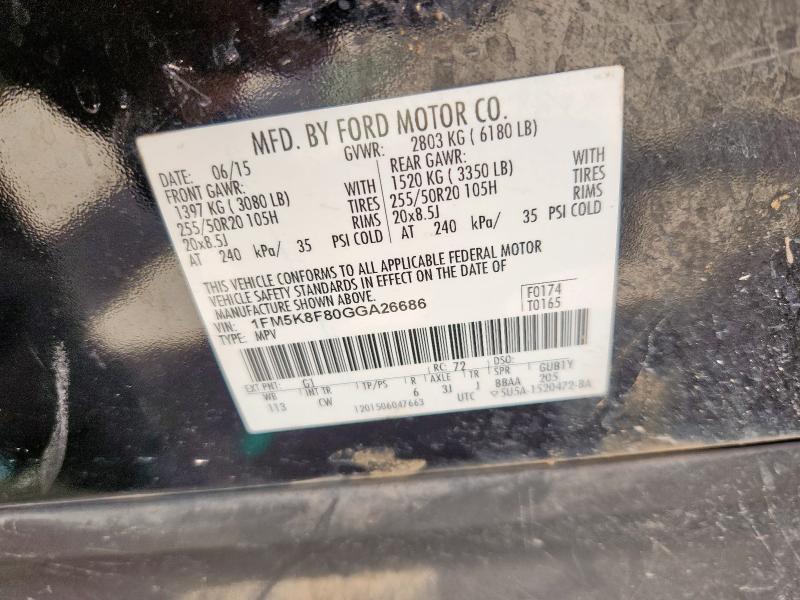 MFD. BY FORD MOTOR CO.
DATE: 06/15 GVWR: 2803 KG ( 6180 LB)
FRONT GAWR: REAR GAWR:
1397 KG ( 3080 LB) WITH 1520 KG ( 3350 LB) WITH
255/50R20 105H TIRES 255/50R20 105H TIRES
20x8.5J RIMS 20x8.5J RIMS
AT 240 kPa/ 35 PSI COLD AT 240 kPa/ 35 PSI COLD
THIS VEHICLE CONFORMS TO ALL APPLICABLE FEDERAL MOTOR
VEHICLE SAFETY STANDARDS IN EFFECT ON THE DATE OF
MANUFACTURE SHOWN ABOVE.
VIN: 1FM5K8F80GGA26686 F0174
TYPE: MPV T0165
EXT PNT: G1 RC: 72 DSO:
WB INT TR TP/PS R AXLE TR SPR GUB1Y
113 CW 6 3J J BBAA 205
1201506047663 UTC 5U5A-1520472-BA